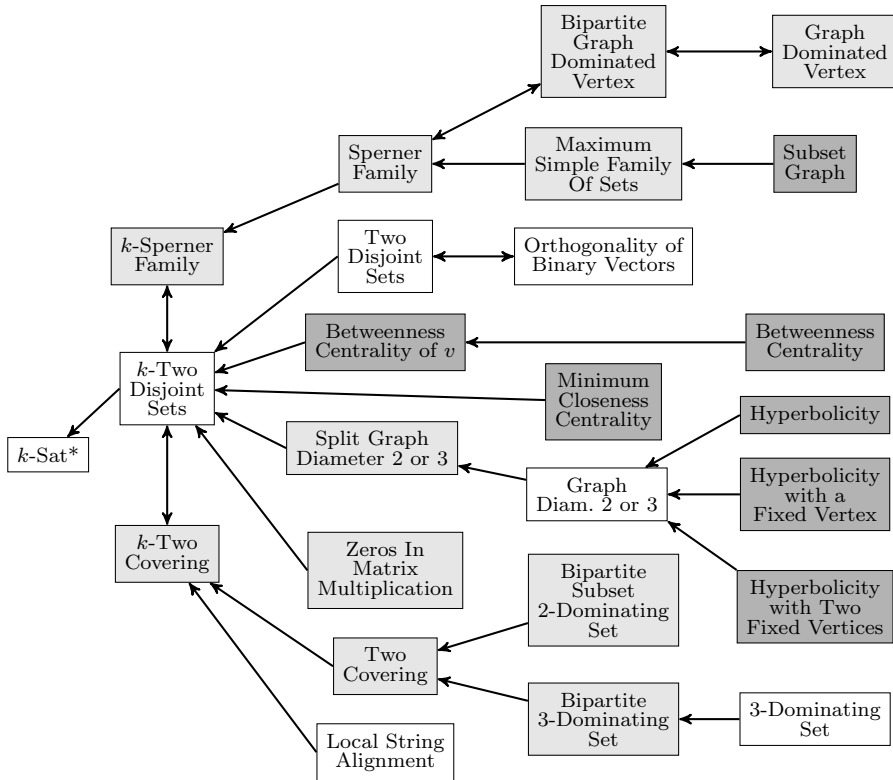 Bipartite
Graph
Dominated
Vertex
Graph
Dominated
Vertex
Sperner
Family
Maximum
Simple Family
Of Sets
Subset
Graph
k-Sperner
Family
Two
Disjoint
Sets
Orthogonality of
Binary Vectors
Betweenness
Centrality of v
Betweenness
Centrality
k-Two
Disjoint
Sets
Minimum
Closeness
Centrality
Hyperbolicity
k-Sat*
Split Graph
Diameter 2 or 3
Graph
Diam. 2 or 3
Hyperbolicity
with a
Fixed Vertex
k-Two
Covering
Zeros In
Matrix
Multiplication
Bipartite
Subset
2-Dominating
Set
Hyperbolicity
with Two
Fixed Vertices
Two
Covering
Bipartite
3-Dominating
Set
3-Dominating
Set
Local String
Alignment